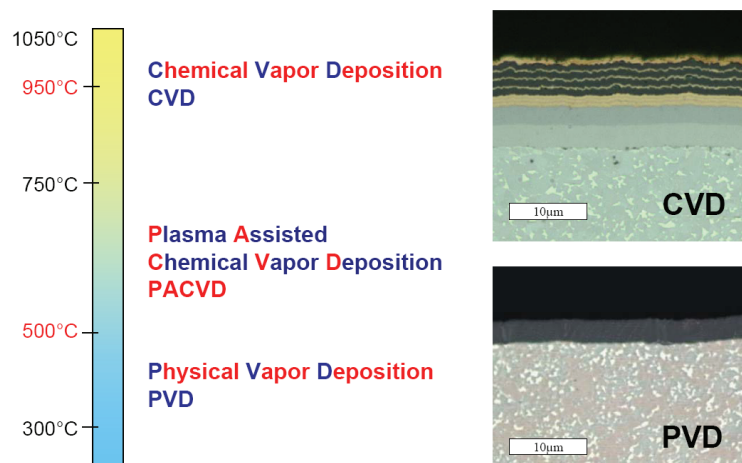 1050°C
950°C
750°C
500°C
300°C
Chemical Vapor Deposition
CVD
Plasma Assisted
Chemical Vapor Deposition
PACVD
Physical Vapor Deposition
PVD
10µm
CVD
10µm
PVD